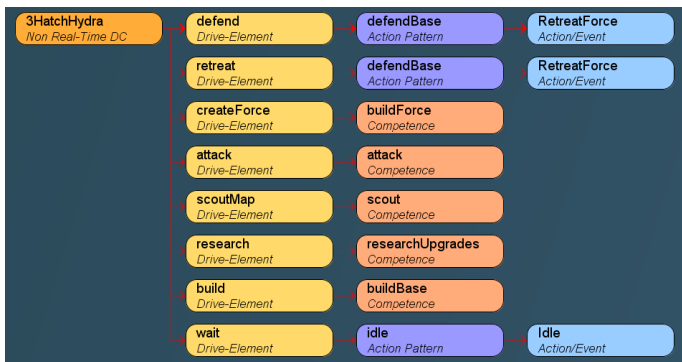 3HatchHydra
Non Real-Time DC
defend
Drive-Element
defendBase
Action Pattern
RetreatForce
Action/Event
retreat
Drive-Element
defendBase
Action Pattern
RetreatForce
Action/Event
createForce
Drive-Element
buildForce
Competence
attack
Drive-Element
attack
Competence
scoutMap
Drive-Element
scout
Competence
research
Drive-Element
researchUpgrades
Competence
build
Drive-Element
buildBase
Competence
wait
Drive-Element
idle
Action Pattern
Idle
Action/Event